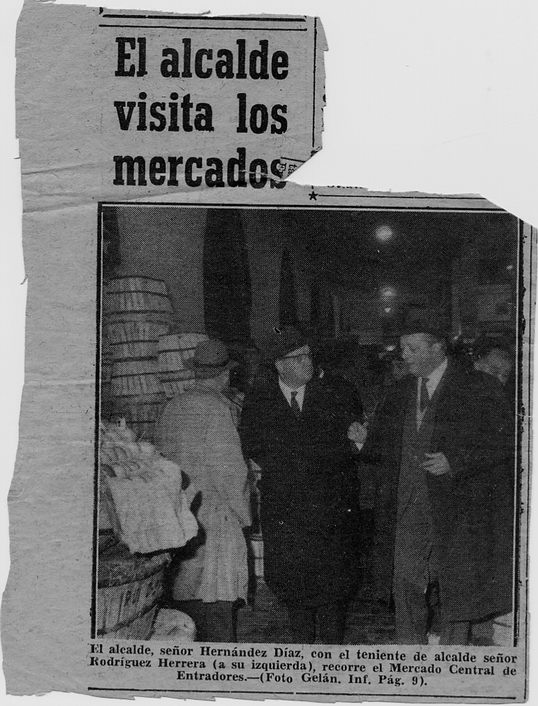 El alcalde
visita los
mercados
El alcalde, señor Hernández Díaz, con el teniente de alcalde señor
Rodríguez Herrera (a su izquierda), recorre el Mercado Central de
Entradores.—(Foto Gelán. Inf. Pág. 9).